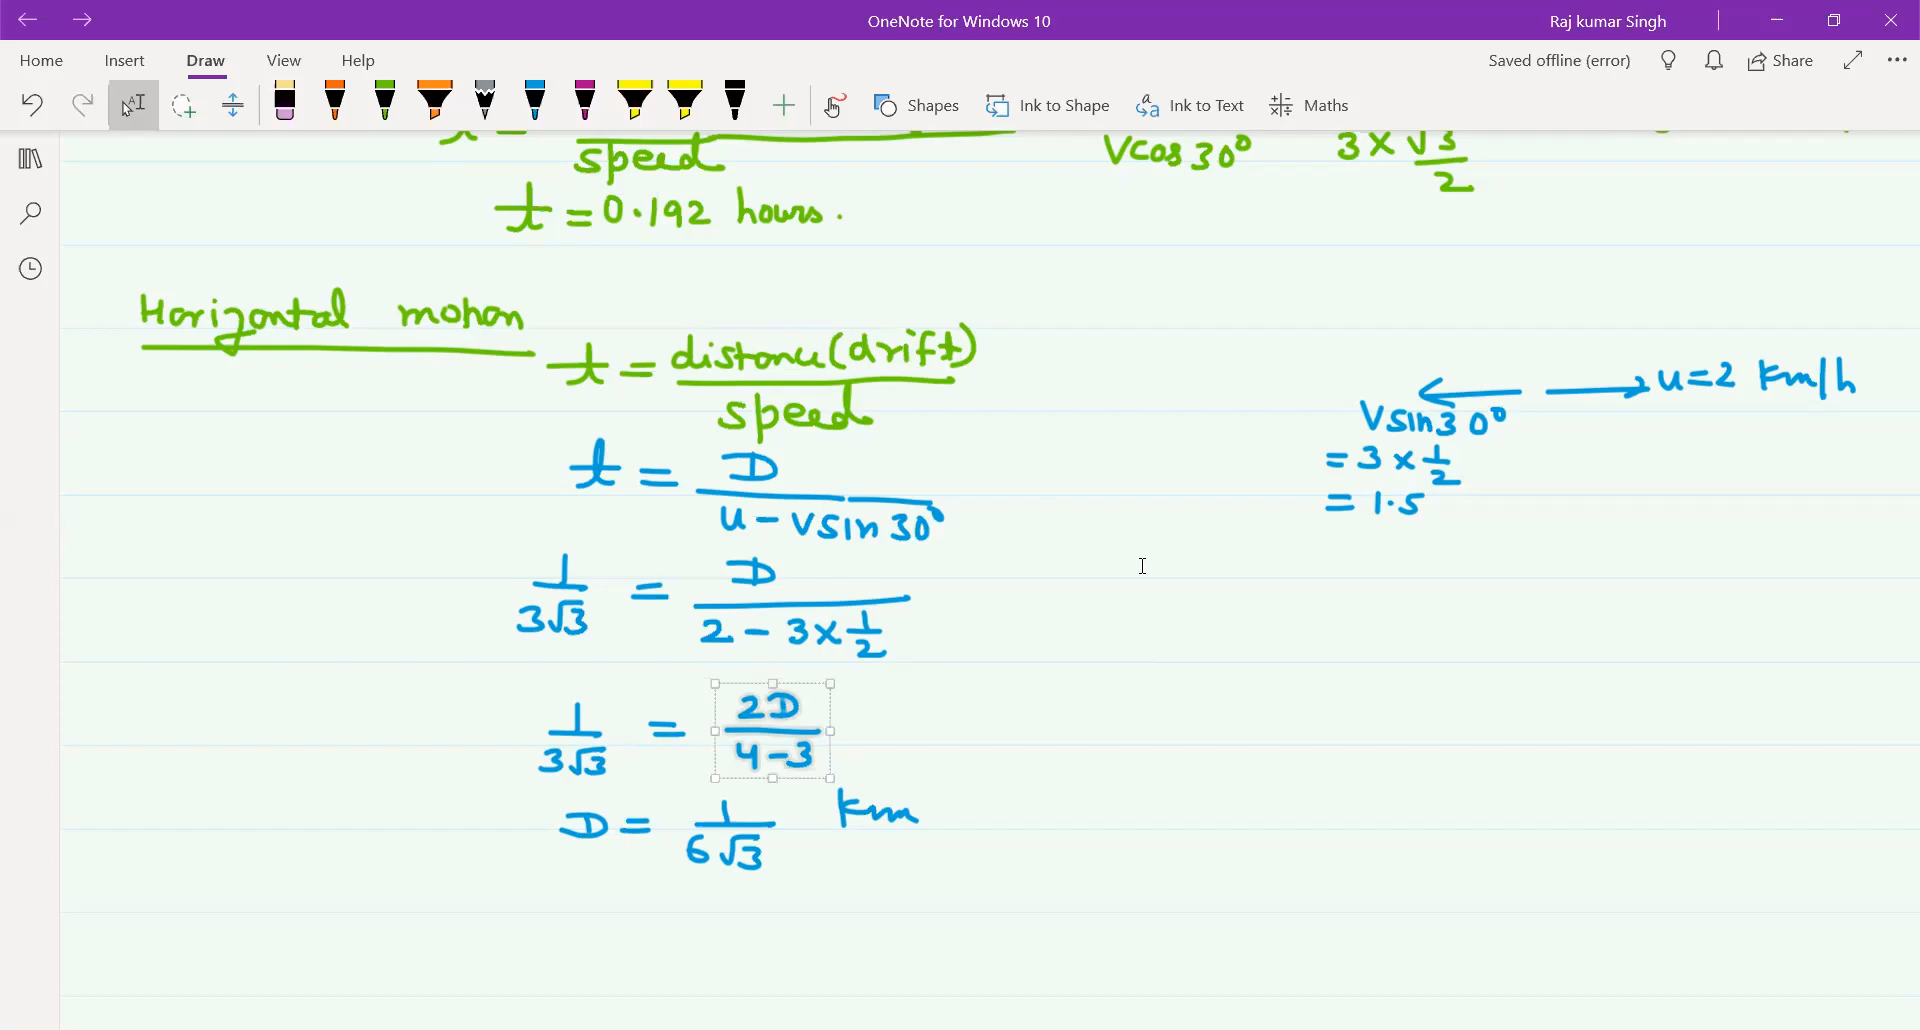 OneNote for Windows 10
Raj kumar Singh
Home Insert Draw View Help
Saved offline (error) Share
Shapes Ink to Shape Ink to Text Maths
speed
Vcos 30° 3 × √3/2
t = 0.192 hours.
Horizontal motion
t = distance (drift) / speed
u = 2 km/h
Vsin 30°
= 3 × 1/2
= 1.5
t = D / u - Vsin 30°
1/3√3 = D / 2 - 3 × 1/2
1/3√3 = 2D / 4 - 3
D = 1/6√3 km